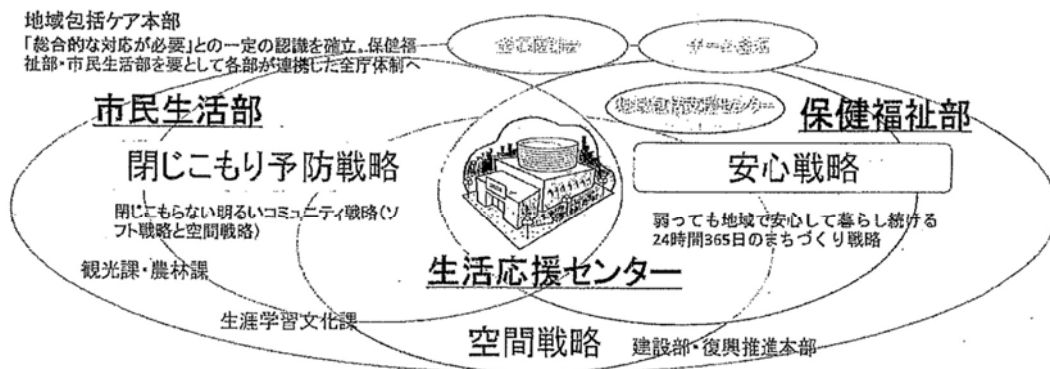 地域包括ケア本部
「総合的な対応が必要」との一定の認識を確立。保健福
祉部・市民生活部を要として各部が連携した全庁体制へ
市民生活部
保健福祉部
閉じこもり予防戦略
安心戦略
閉じこもらない明るいコミュニティ戦略(ソ
フト戦略と空間戦略)
弱っても地域で安心して暮らし続ける
24時間365日のまちづくり戦略
観光課・農林課
生活応援センター
生涯学習文化課
空間戦略
建設部・復興推進本部